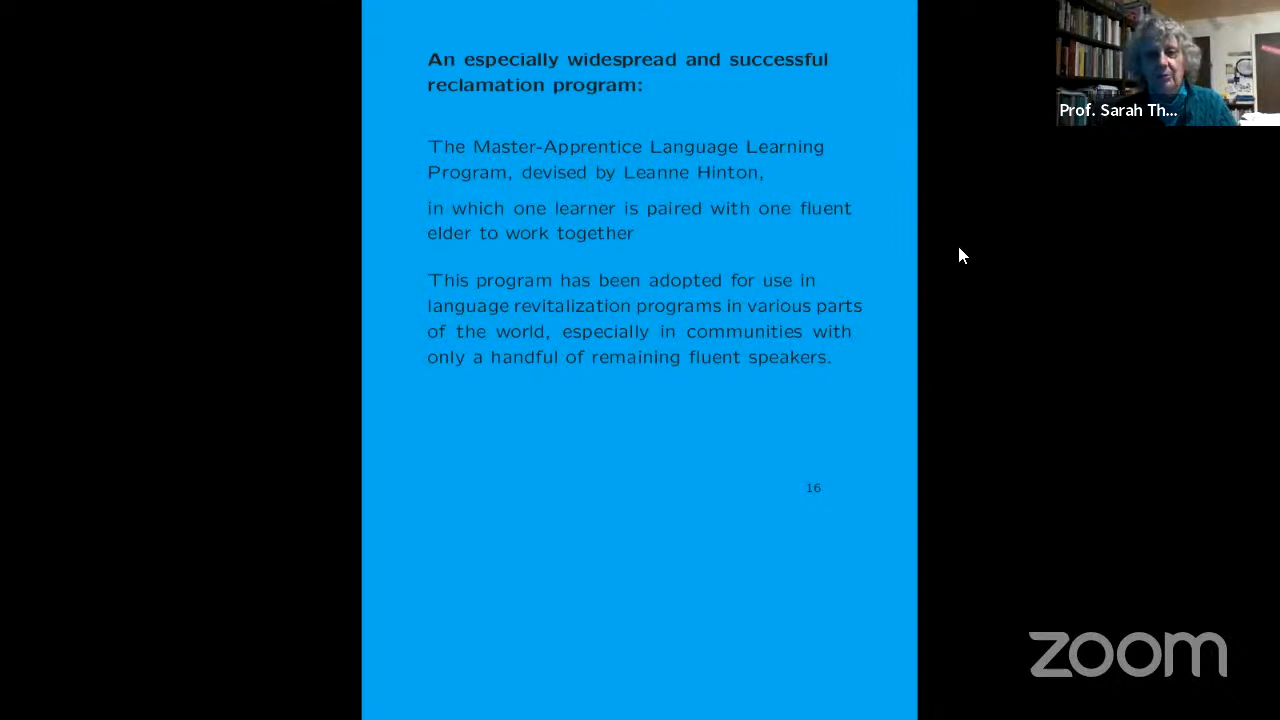 An especially widespread and successful
reclamation program:
The Master-Apprentice Language Learning
Program, devised by Leanne Hinton,
in which one learner is paired with one fluent
elder to work together
This program has been adopted for use in
language revitalization programs in various parts
of the world, especially in communities with
only a handful of remaining fluent speakers.
16
Prof. Sarah Th...
zoom